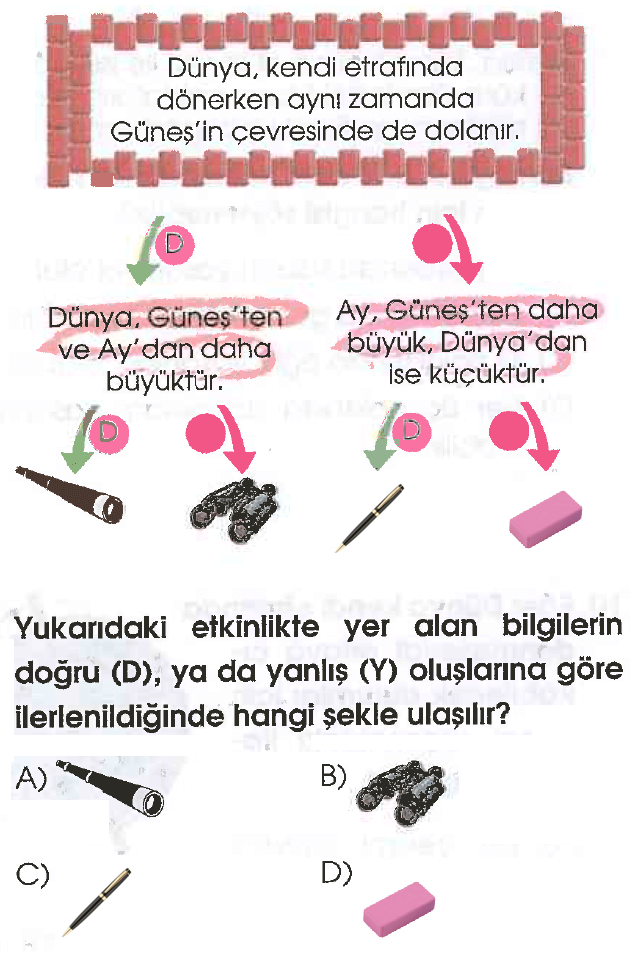 Dünya, kendi etrafında
dönerken aynı zamanda
Güneş'in çevresinde de dolanır.
D
Dünya, Güneş'ten
ve Ay'dan daha
büyüktür.
Ay, Güneş'ten daha
büyük, Dünya'dan
ise küçüktür.
D
D
Yukarıdaki etkinlikte yer alan bilgilerin
doğru (D), ya da yanlış (Y) oluşlarına göre
ilerlenildiğinde hangi şekle ulaşılır?
A)
B)
C)
D)